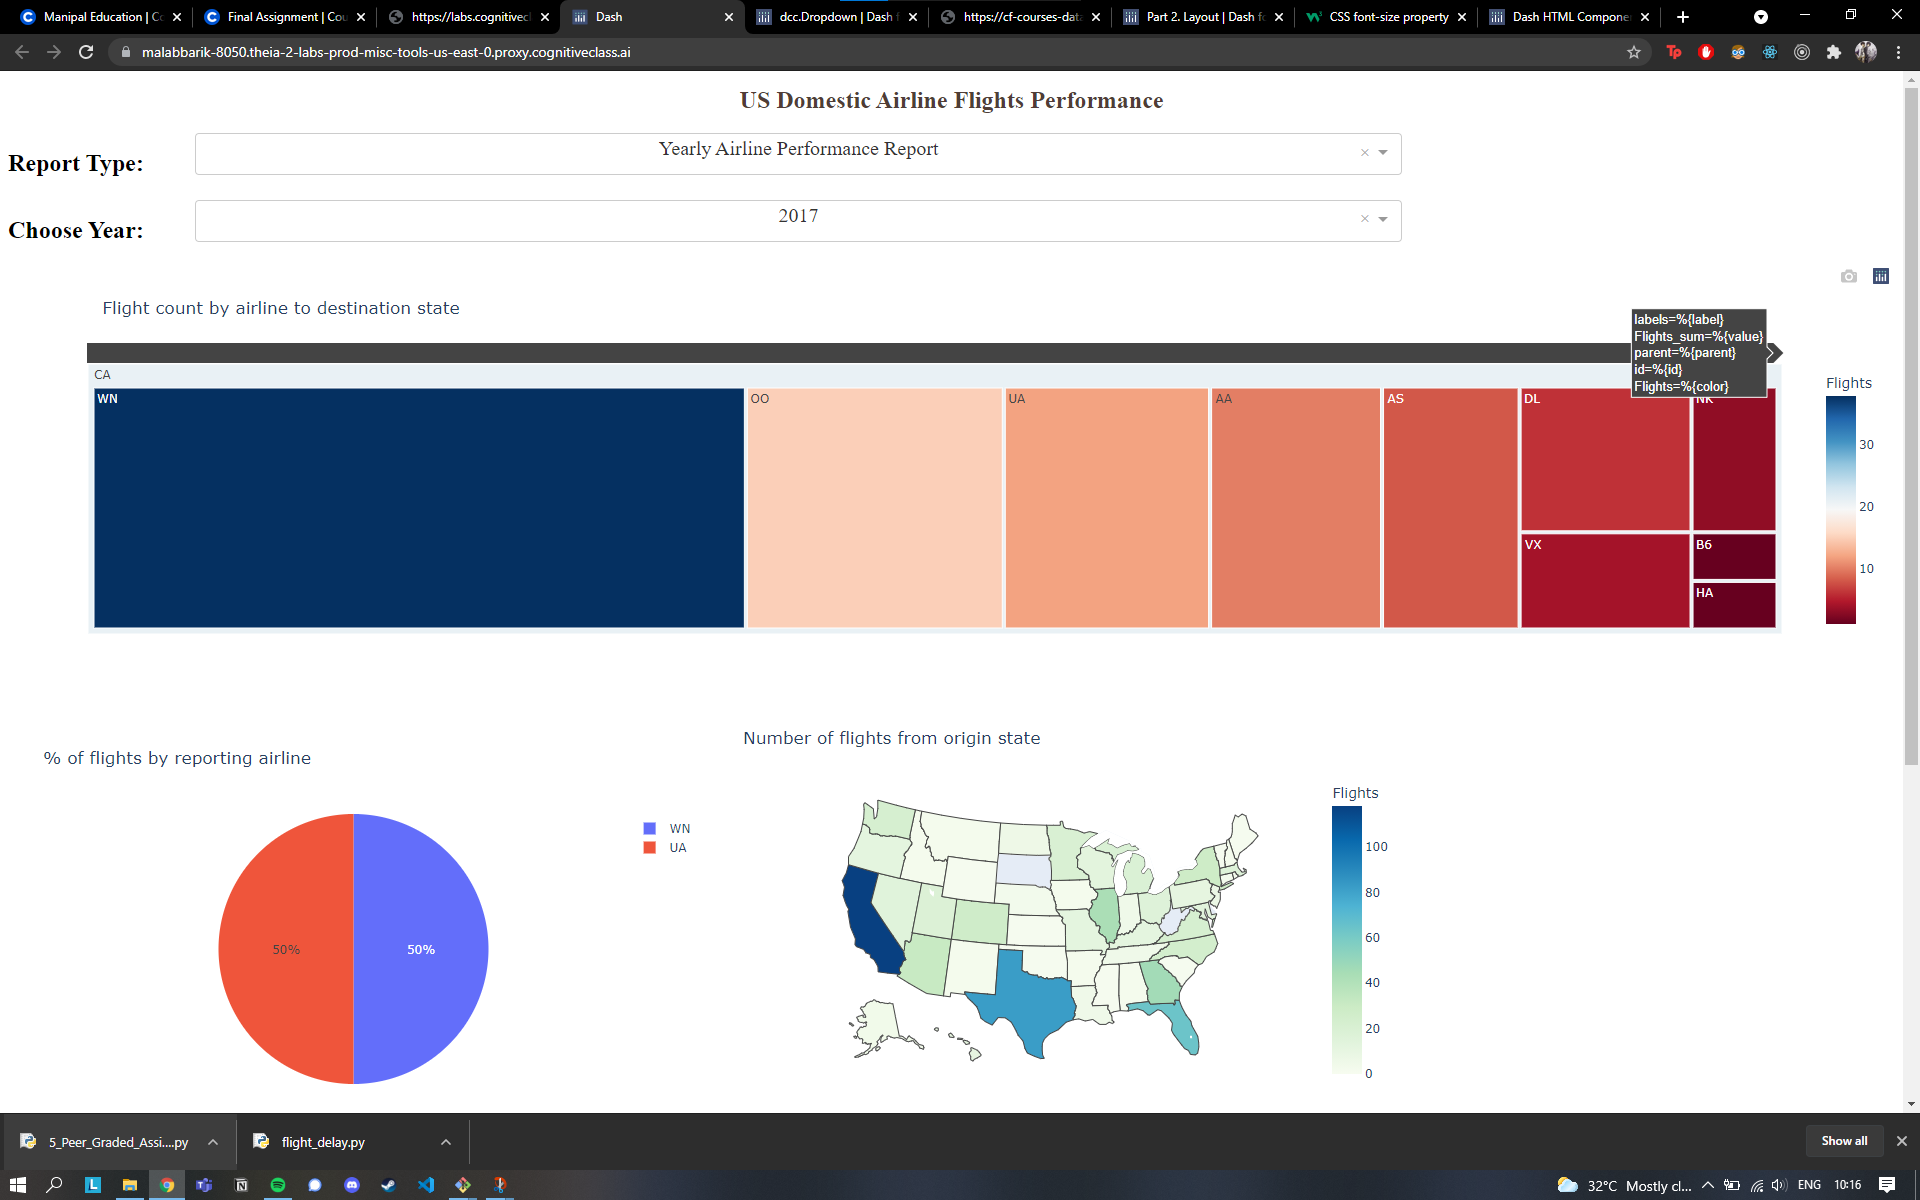 Manipal Education | Co
Final Assignment | Cou
https://labs.cognitivecl
Dash
dcc.Dropdown | Dash f
https://cf-courses-dat
Part 2. Layout | Dash fo
CSS font-size property
Dash HTML Compone
malabbarik-8050.theia-2-labs-prod-misc-tools-us-east-0.proxy.cognitiveclass.ai
US Domestic Airline Flights Performance
Report Type:
Yearly Airline Performance Report
Choose Year:
2017
Flight count by airline to destination state
labels=%{label}
Flights_sum=%{value}
parent=%{parent}
id=%{id}
Flights=%{color}
CA
WN
OO
UA
AA
AS
DL
NK
VX
B6
HA
Flights
30
20
10
% of flights by reporting airline
50%
50%
WN
UA
Number of flights from origin state
Flights
100
80
60
40
20
0
5_Peer_Graded_Assi....py
flight_delay.py
Show all
32°C Mostly cl...
ENG
10:16